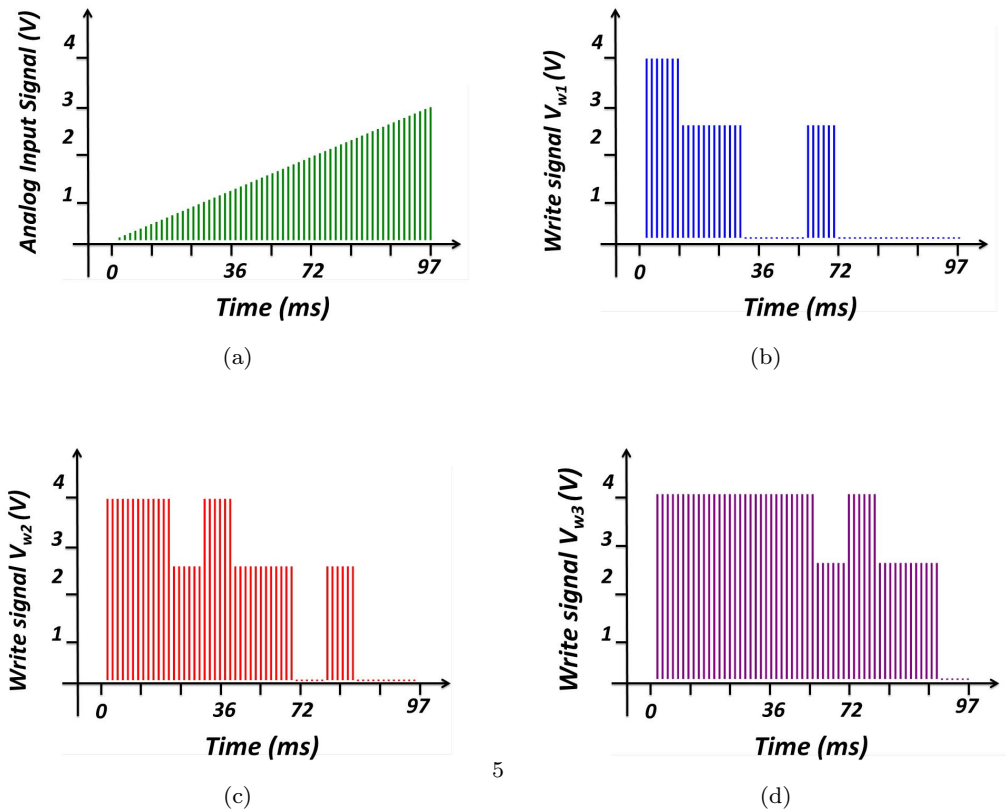 Analog Input Signal (V)
4
3
2
1
0
36
72
97
Time (ms)
(a)
Write signal Vw1 (V)
4
3
2
1
0
36
72
97
Time (ms)
(b)
Write signal Vw2 (V)
4
3
2
1
0
36
72
97
Time (ms)
(c)
Write signal Vw3 (V)
4
3
2
1
0
36
72
97
Time (ms)
(d)
5